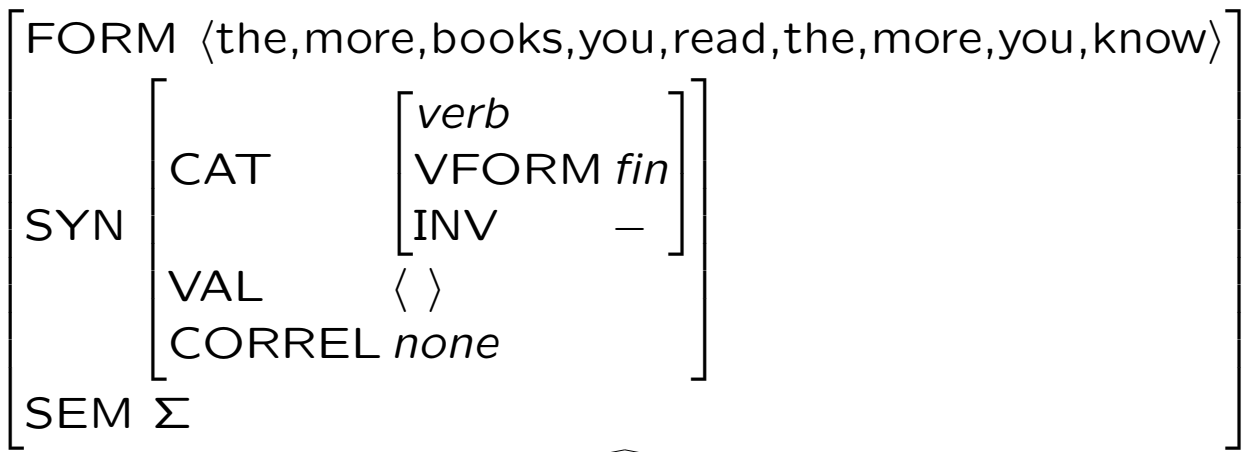 FORM ⟨the,more,books,you,read,the,more,you,know⟩
verb
CAT VFORM fin
SYN INV –
VAL ⟨ ⟩
CORREL none
SEM Σ